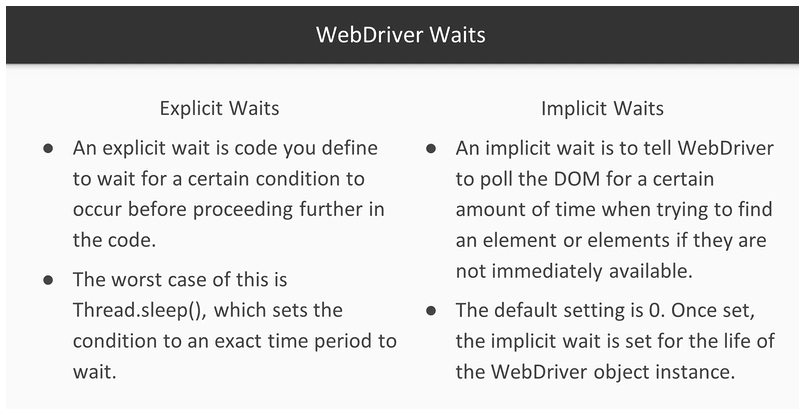 WebDriver Waits
Explicit Waits
● An explicit wait is code you define
to wait for a certain condition to
occur before proceeding further in
the code.
● The worst case of this is
Thread.sleep(), which sets the
condition to an exact time period to
wait.
Implicit Waits
● An implicit wait is to tell WebDriver
to poll the DOM for a certain
amount of time when trying to find
an element or elements if they are
not immediately available.
● The default setting is 0. Once set,
the implicit wait is set for the life of
the WebDriver object instance.